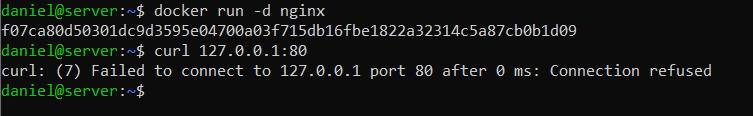 daniel@server:~$ docker run -d nginx
f07ca80d50301dc9d3595e04700a03f715db16fbe1822a32314c5a87cb0b1d09
daniel@server:~$ curl 127.0.0.1:80
curl: (7) Failed to connect to 127.0.0.1 port 80 after 0 ms: Connection refused
daniel@server:~$